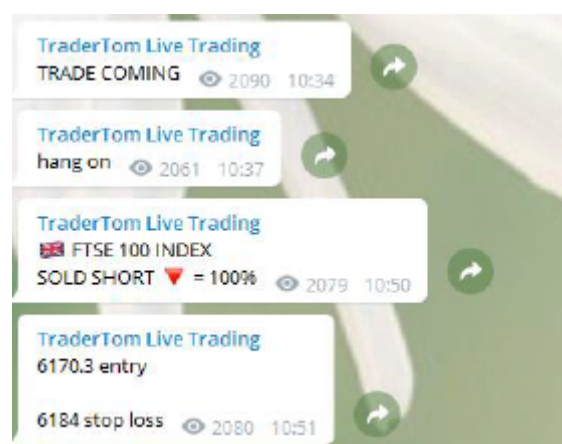 TraderTom Live Trading
TRADE COMING 2090 10:34
TraderTom Live Trading
hang on 2061 10:37
TraderTom Live Trading
🇬🇧 FTSE 100 INDEX
SOLD SHORT 🔻 = 100% 2079 10:50
TraderTom Live Trading
6170.3 entry
6184 stop loss 2080 10:51